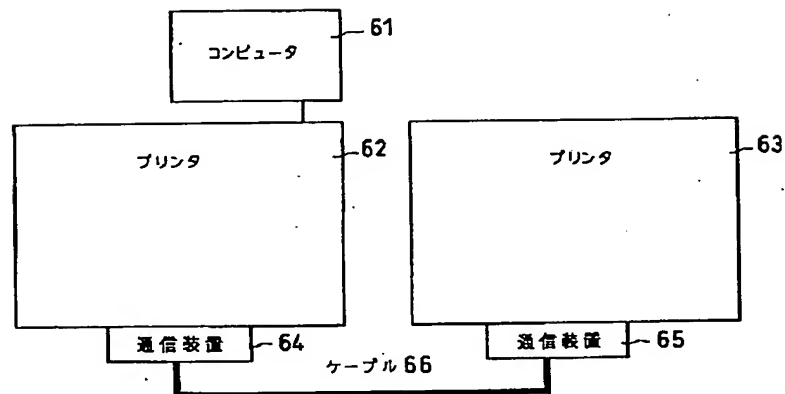 コンピュータ 61
プリンタ 62
プリンタ 63
通信装置 64
通信装置 65
ケーブル 66